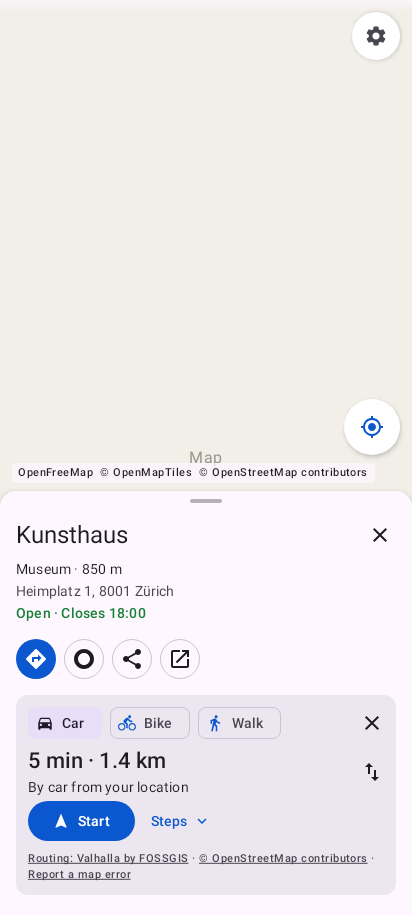 Map
OpenFreeMap © OpenMapTiles © OpenStreetMap contributors
Kunsthaus
Museum · 850 m
Heimplatz 1, 8001 Zürich
Open · Closes 18:00
Car Bike Walk
5 min · 1.4 km
By car from your location
Start Steps
Routing: Valhalla by FOSSGIS · © OpenStreetMap contributors ·
Report a map error